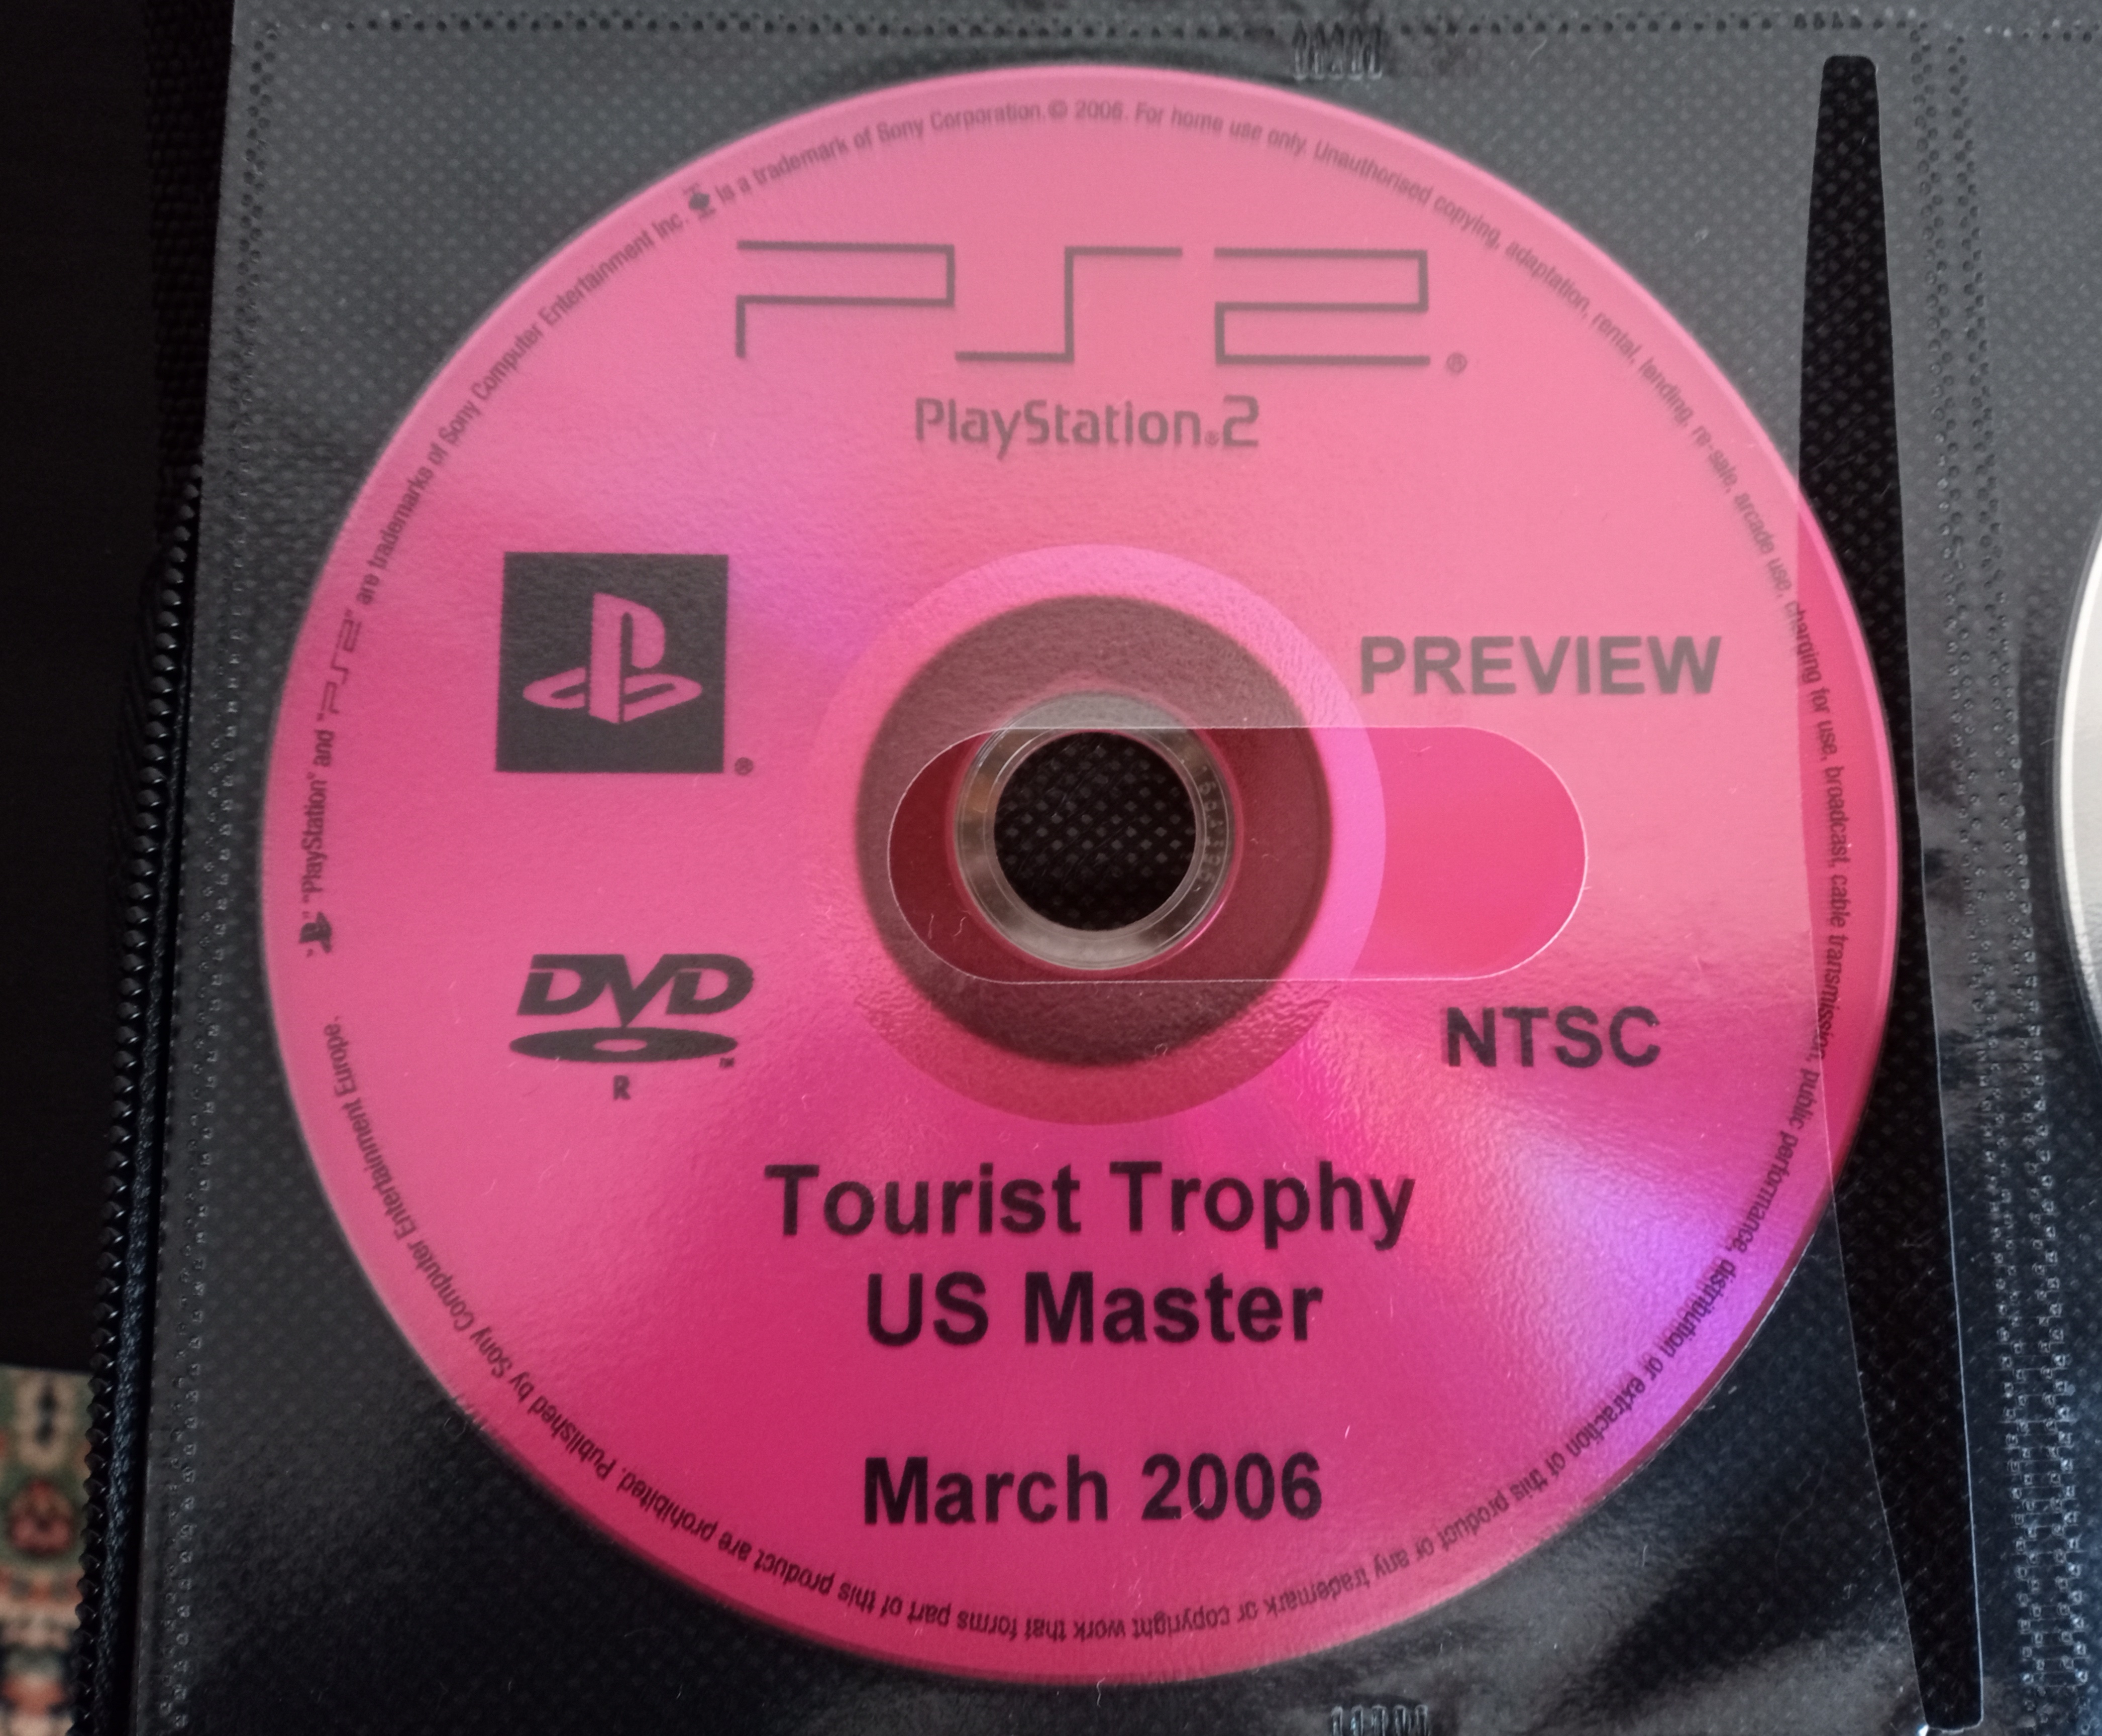 PS2®
PlayStation®2
PREVIEW
DVD™
R
NTSC
Tourist Trophy
US Master
March 2006
"PlayStation" and "PS2" are trademarks of Sony Computer Entertainment Inc. is a trademark of Sony Corporation.© 2006. For home use only. Unauthorised copying, adaptation, rental, lending, re-sale, arcade use, charging for use, broadcast, cable transmission, public performance, distribution or extraction of this product or any trademark or copyright work that forms part of this product are prohibited. Published by Sony Computer Entertainment Europe.